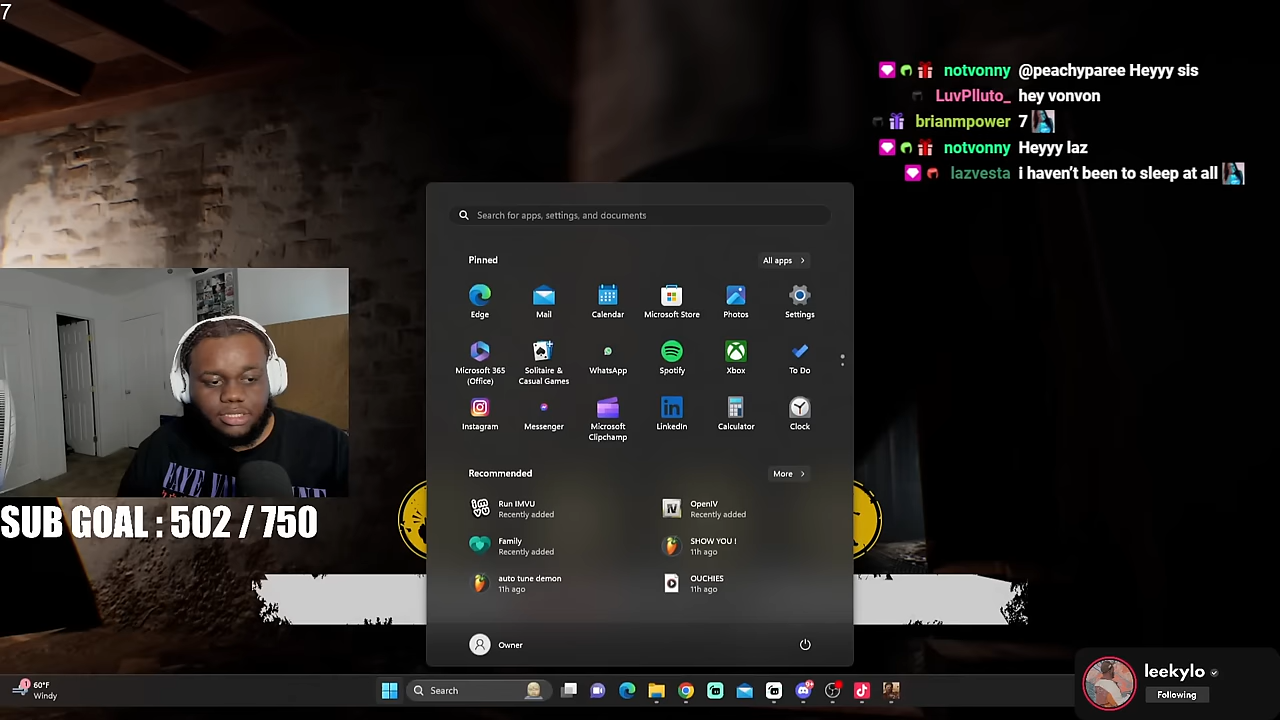 7
notvonny @peachyparee Heyyy sis
LuvPlluto_ hey vonvon
brianmpower 7
notvonny Heyyy laz
lazvesta i haven't been to sleep at all
Search for apps, settings, and documents
Pinned
All apps
Edge
Mail
Calendar
Microsoft Store
Photos
Settings
Microsoft 365
(Office)
Solitaire &
Casual Games
WhatsApp
Spotify
Xbox
To Do
Instagram
Messenger
Microsoft
Clipchamp
LinkedIn
Calculator
Clock
Recommended
More
Run IMVU
Recently added
OpenIV
Recently added
Family
Recently added
SHOW YOU !
11h ago
auto tune demon
11h ago
OUCHIES
11h ago
Owner
SUB GOAL : 502 / 750
60°F
Windy
Search
leekylo
Following